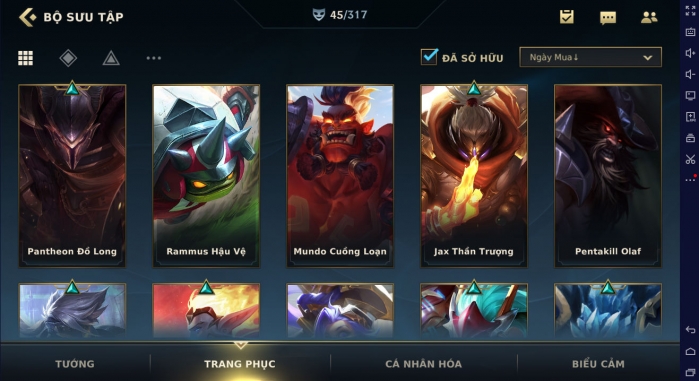 BỘ SƯU TẬP
45/317
ĐÃ SỞ HỮU
Ngày Mua↓
Pantheon Đồ Long
Rammus Hậu Vệ
Mundo Cuồng Loạn
Jax Thần Trượng
Pentakill Olaf
TƯỚNG
TRANG PHỤC
CÁ NHÂN HÓA
BIỂU CẢM